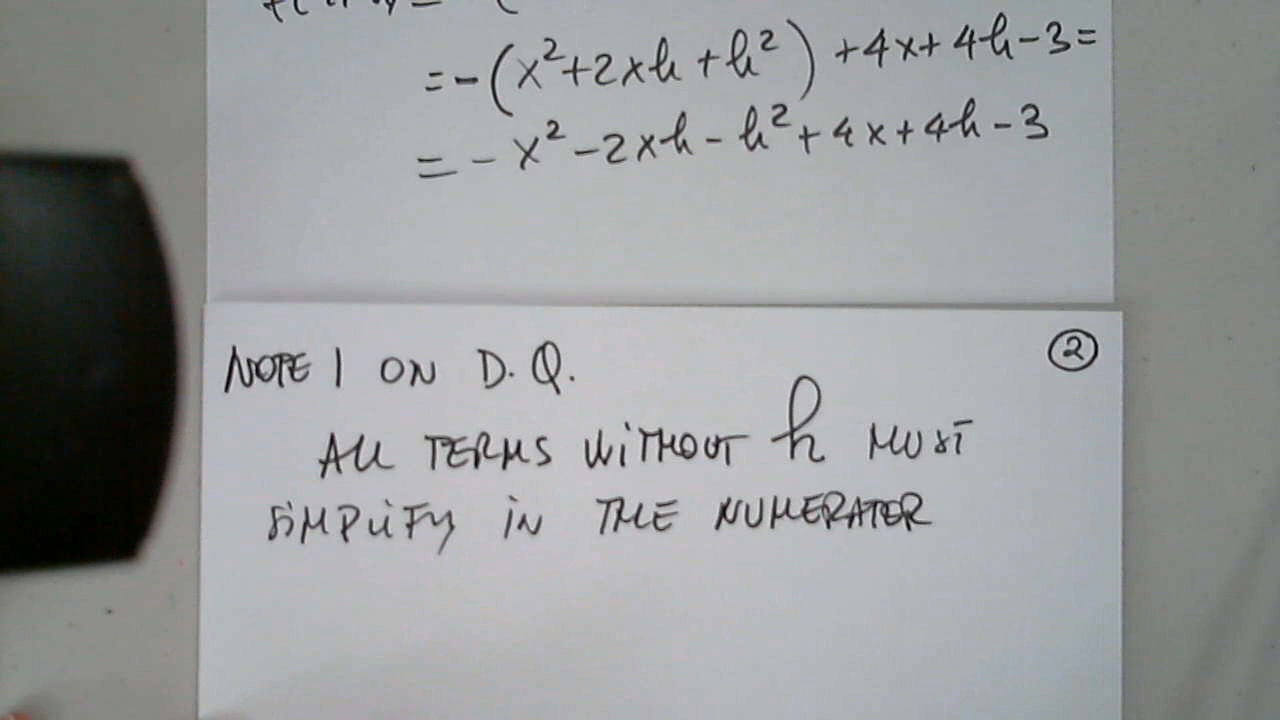 = -(x²+2xh+h²) +4x+4h-3=
= -x²-2xh-h²+4x+4h-3
NOTE 1 ON D.Q. ②
All TERMS WITHOUT h MUST
SIMPLIFY IN THE NUMERATER